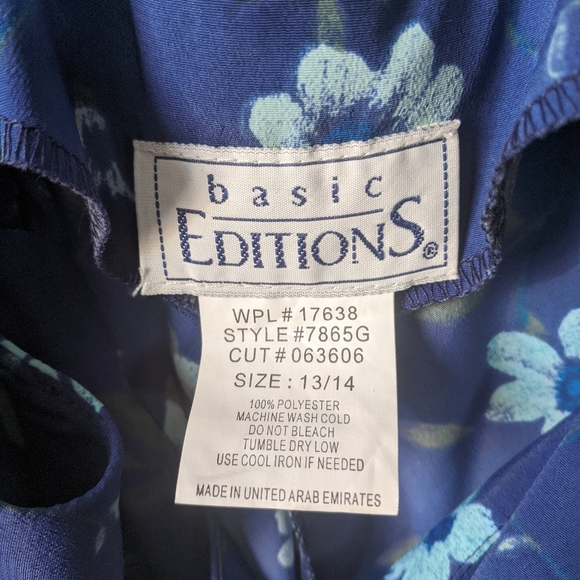 basic
EDITIONS®
WPL# 17638
STYLE#7865G
CUT# 063606
SIZE: 13/14
100% POLYESTER
MACHINE WASH COLD
DO NOT BLEACH
TUMBLE DRY LOW
USE COOL IRON IF NEEDED
MADE IN UNITED ARAB EMIRATES